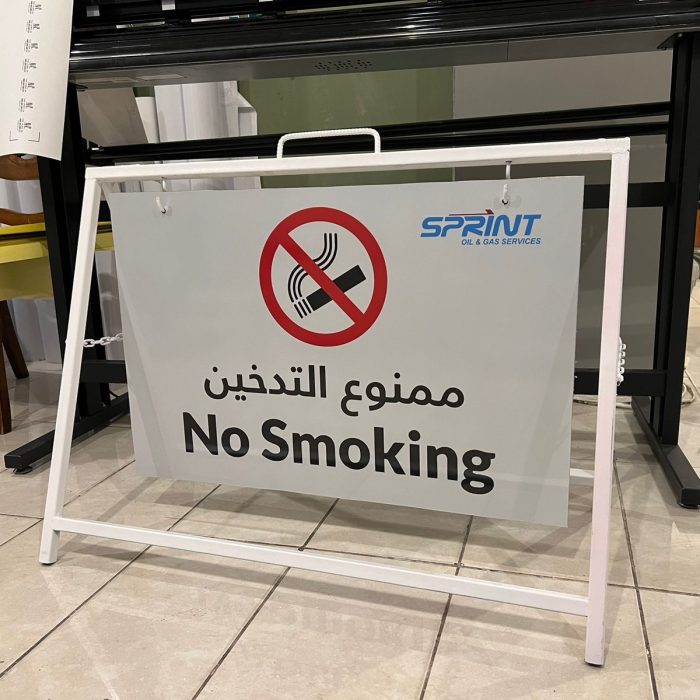 SPRINT
OIL & GAS SERVICES
ممنوع التدخين
No Smoking